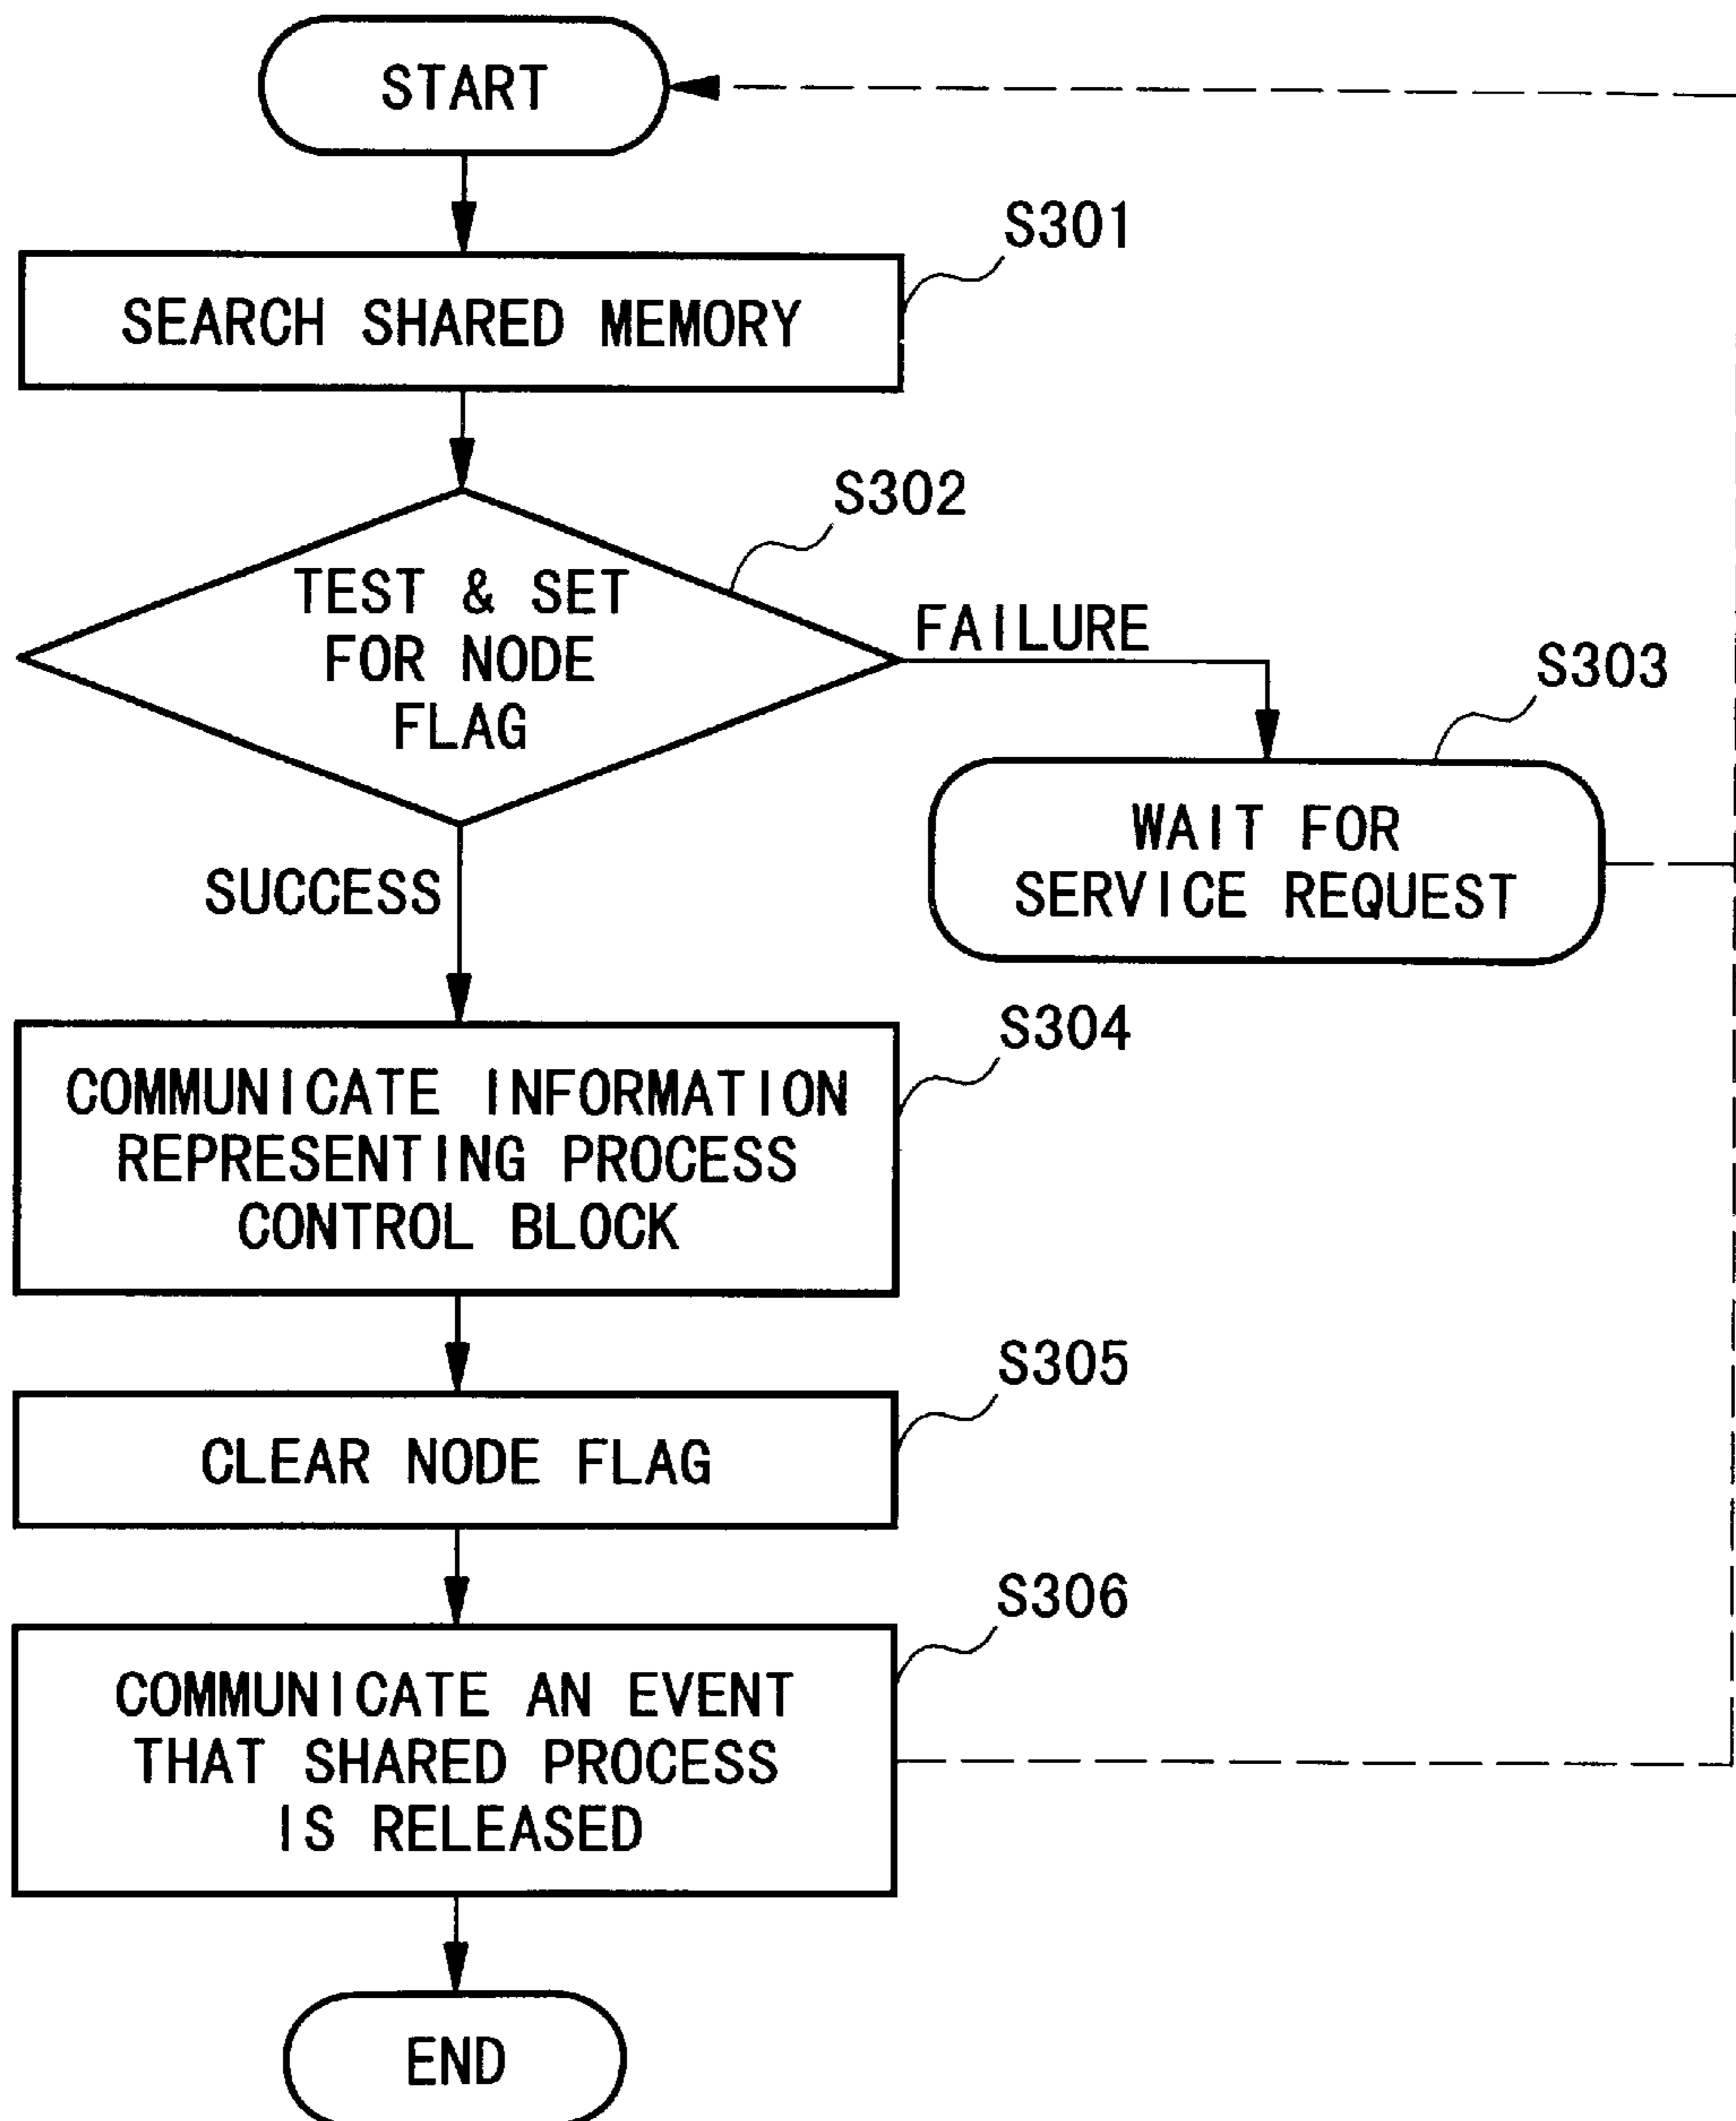 START
S301
SEARCH SHARED MEMORY
S302
TEST & SET
FOR NODE
FLAG
FAILURE
S303
WAIT FOR
SERVICE REQUEST
SUCCESS
S304
COMMUNICATE INFORMATION
REPRESENTING PROCESS
CONTROL BLOCK
S305
CLEAR NODE FLAG
S306
COMMUNICATE AN EVENT
THAT SHARED PROCESS
IS RELEASED
END